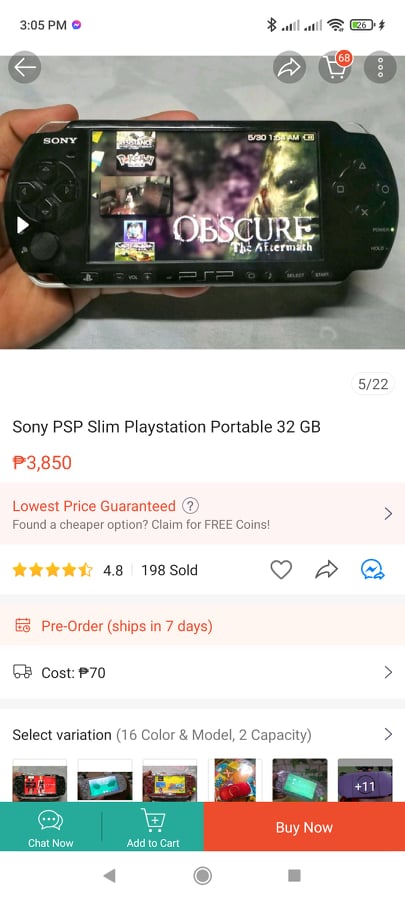 3:05 PM
26
68
SONY
5/30 1:54 AM
RESISTANCE
POKéMON
OBSCURE
The Aftermath
VOL
PSP
SELECT
START
POWER
HOLD
5/22
Sony PSP Slim Playstation Portable 32 GB
₱3,850
Lowest Price Guaranteed ?
Found a cheaper option? Claim for FREE Coins!
4.8
198 Sold
Pre-Order (ships in 7 days)
Cost: ₱70
Select variation (16 Color & Model, 2 Capacity)
+11
Chat Now
Add to Cart
Buy Now